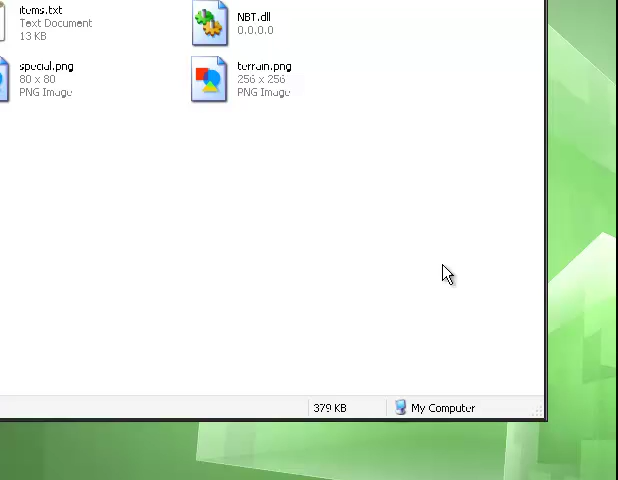 items.txt
Text Document
13 KB
NBT.dll
0.0.0.0
special.png
80 x 80
PNG Image
terrain.png
256 x 256
PNG Image
379 KB
My Computer